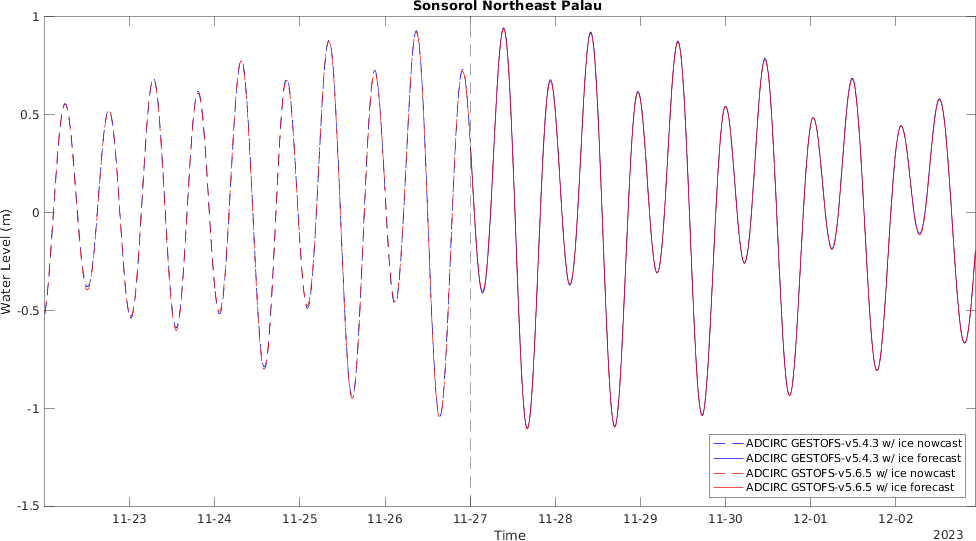 Sonsorol Northeast Palau
1
0.5
0
-0.5
-1
-1.5
Water Level (m)
ADCIRC GESTOFS-v5.4.3 w/ ice nowcast
ADCIRC GESTOFS-v5.4.3 w/ ice forecast
ADCIRC GSTOFS-v5.6.5 w/ ice nowcast
ADCIRC GSTOFS-v5.6.5 w/ ice forecast
11-23 11-24 11-25 11-26 11-27 11-28 11-29 11-30 12-01 12-02
Time
2023